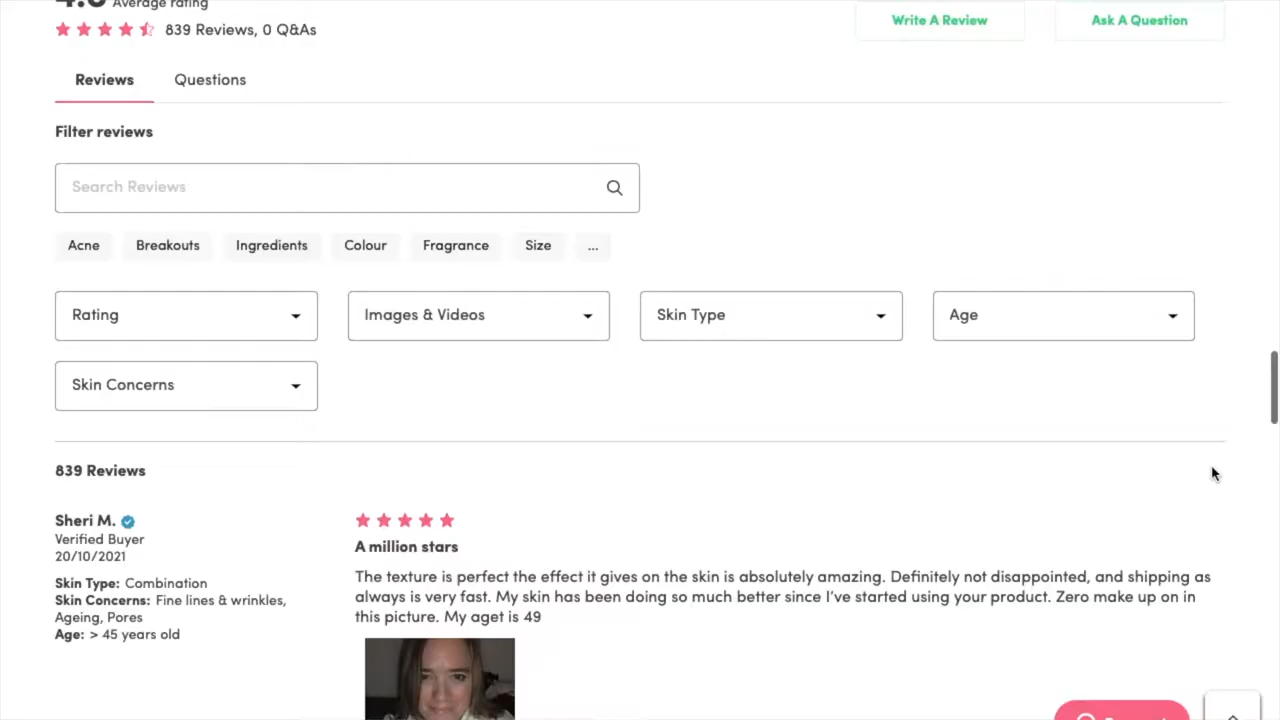 Average rating
839 Reviews, 0 Q&As
Write A Review
Ask A Question
Reviews
Questions
Filter reviews
Search Reviews
Acne
Breakouts
Ingredients
Colour
Fragrance
Size
...
Rating
Images & Videos
Skin Type
Age
Skin Concerns
839 Reviews
Sheri M.
Verified Buyer
20/10/2021
Skin Type: Combination
Skin Concerns: Fine lines & wrinkles,
Ageing, Pores
Age: > 45 years old
A million stars
The texture is perfect the effect it gives on the skin is absolutely amazing. Definitely not disappointed, and shipping as
always is very fast. My skin has been doing so much better since I've started using your product. Zero make up on in
this picture. My aget is 49